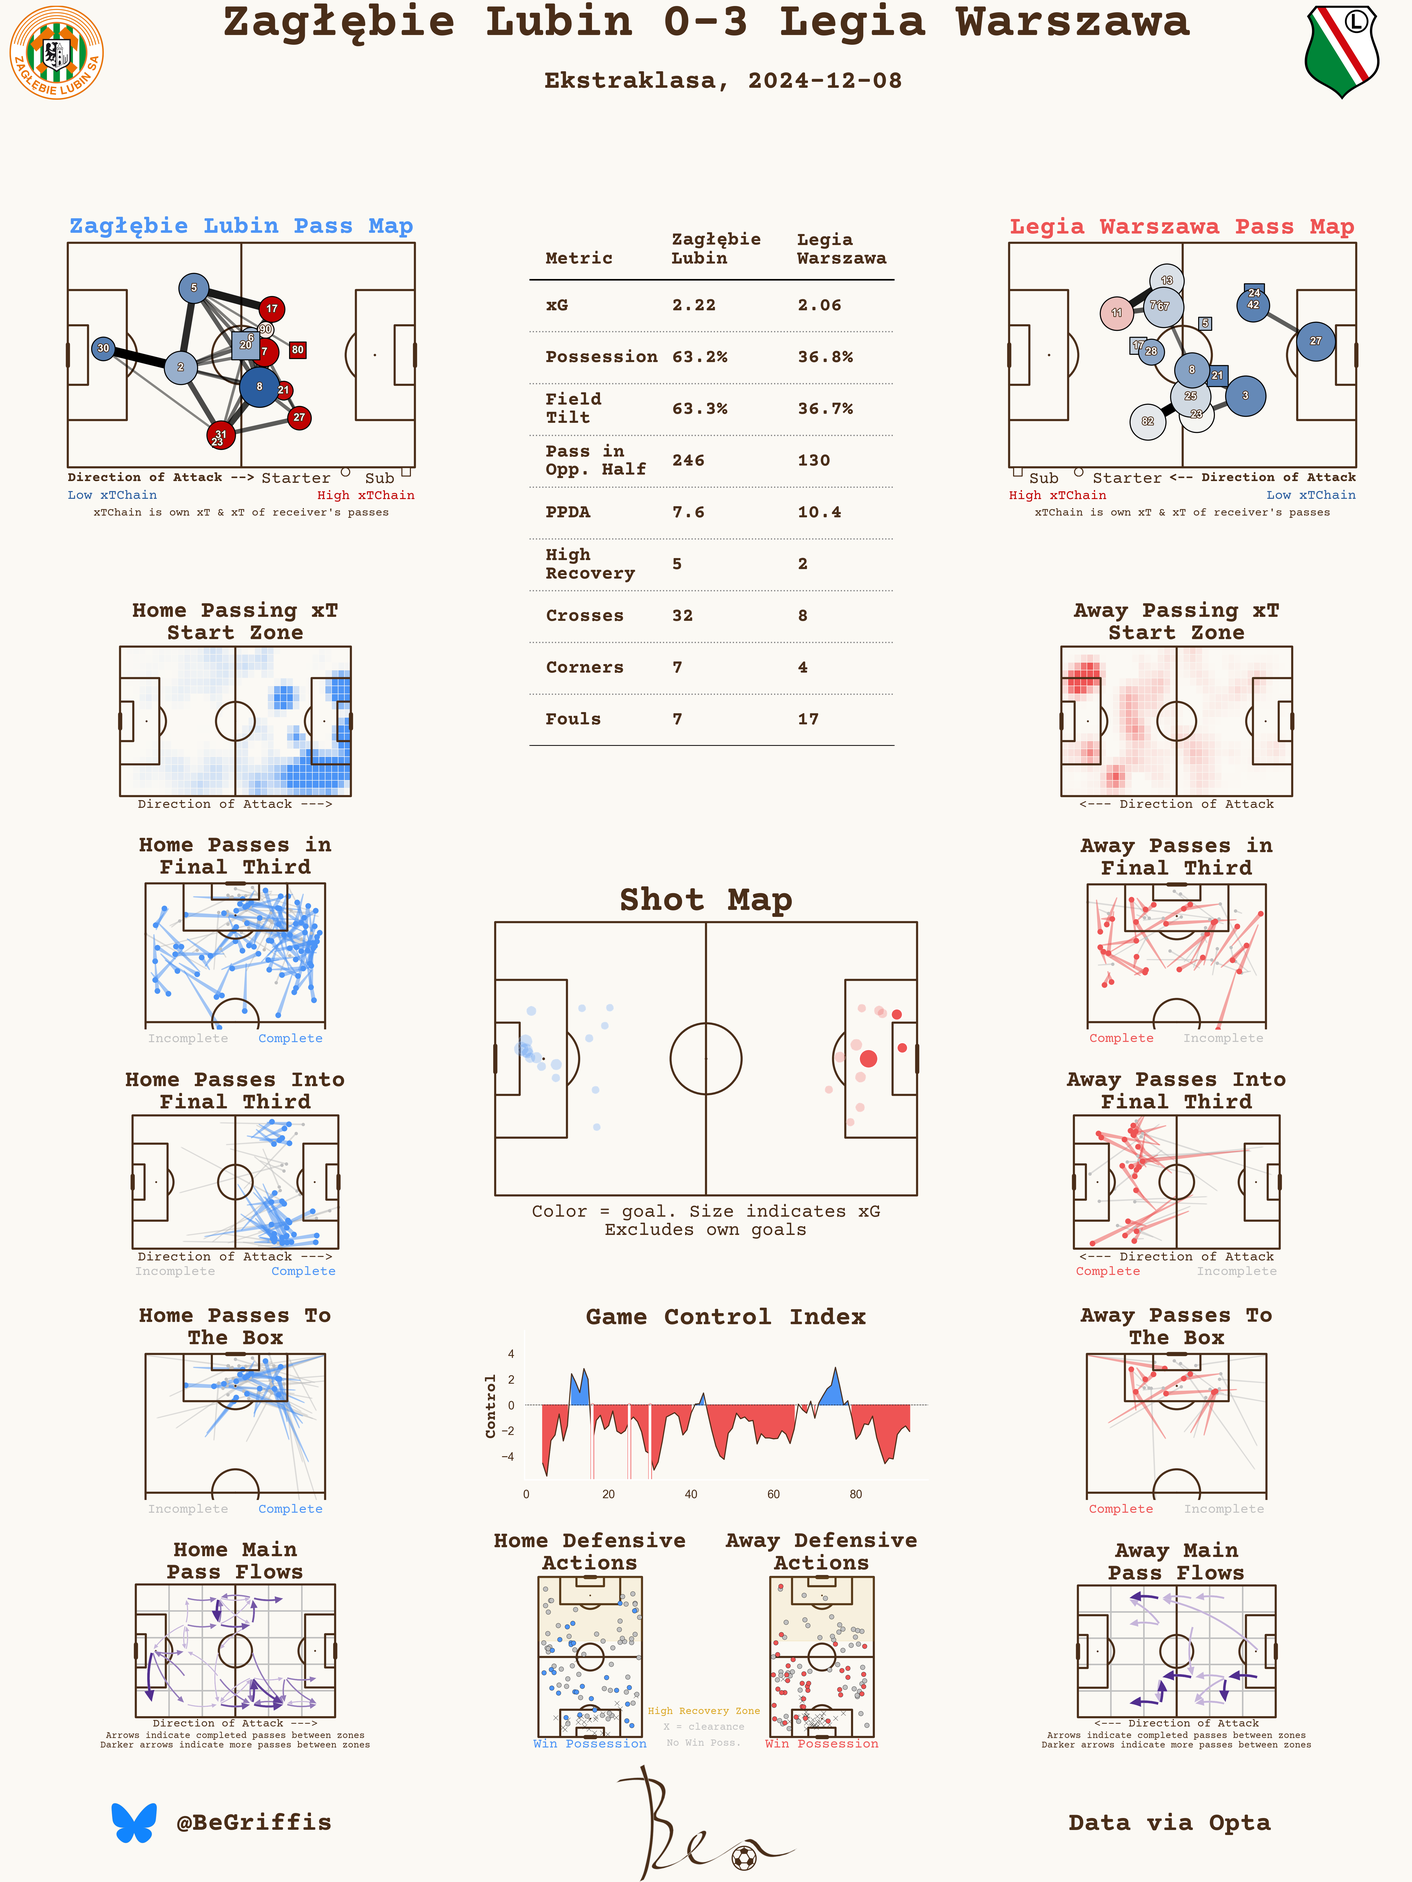 Zagłębie Lubin 0-3 Legia Warszawa
Ekstraklasa, 2024-12-08
ZAGŁĘBIE LUBIN SA
L
Zagłębie Lubin Pass Map
5
17
90
6
20
7
80
30
2
8
21
27
31
23
Direction of Attack --> Starter Sub
Low xTChain High xTChain
xTChain is own xT & xT of receiver's passes
Metric Zagłębie Lubin Legia Warszawa
xG 2.22 2.06
Possession 63.2% 36.8%
Field Tilt 63.3% 36.7%
Pass in Opp. Half 246 130
PPDA 7.6 10.4
High Recovery 5 2
Crosses 32 8
Corners 7 4
Fouls 7 17
Legia Warszawa Pass Map
13
11
67
24
42
5
17
28
27
8
21
25
3
82
23
Sub Starter <-- Direction of Attack
High xTChain Low xTChain
xTChain is own xT & xT of receiver's passes
Home Passing xT
Start Zone
Direction of Attack --->
Away Passing xT
Start Zone
<--- Direction of Attack
Home Passes in
Final Third
Incomplete Complete
Away Passes in
Final Third
Complete Incomplete
Shot Map
Color = goal. Size indicates xG
Excludes own goals
Home Passes Into
Final Third
Direction of Attack --->
Incomplete Complete
Away Passes Into
Final Third
<--- Direction of Attack
Complete Incomplete
Home Passes To
The Box
Incomplete Complete
Game Control Index
Control
4
2
0
−2
−4
0 20 40 60 80
Away Passes To
The Box
Complete Incomplete
Home Main
Pass Flows
Direction of Attack --->
Arrows indicate completed passes between zones
Darker arrows indicate more passes between zones
Home Defensive
Actions
Win Possession
Away Defensive
Actions
Win Possession
High Recovery Zone
X = clearance
No Win Poss.
Away Main
Pass Flows
<--- Direction of Attack
Arrows indicate completed passes between zones
Darker arrows indicate more passes between zones
@BeGriffis
Ben
Data via Opta